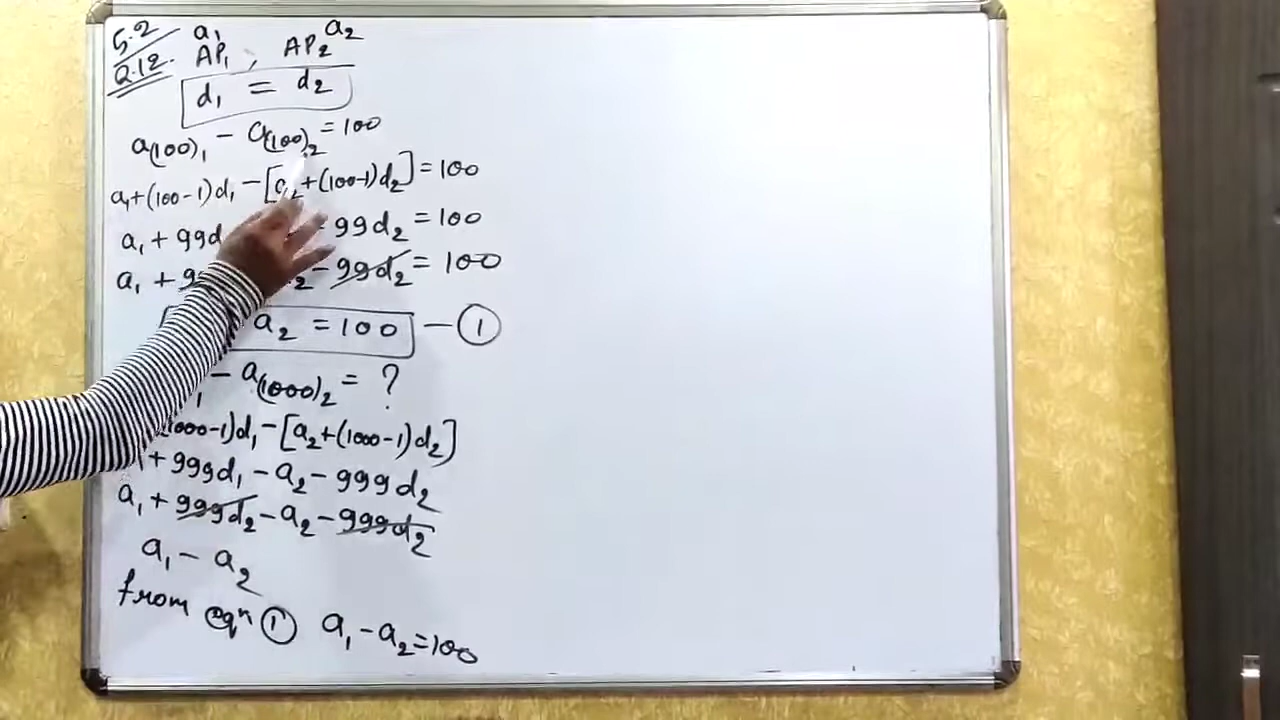 5.2
Q.12.
a₁ a₂
AP₁ , AP₂
d₁ = d₂
a(100)₁ - a(100)₂ = 100
a₁+(100-1)d₁ - [a₂+(100-1)d₂] = 100
a₁ + 99d - 99d₂ = 100
a₁ + 99 - 99d₂ = 100
a₂ = 100 — ①
₁ - a(1000)₂ = ?
(1000-1)d₁ - [a₂+(1000-1)d₂]
+ 999d₁ - a₂ - 999d₂
a₁ + 999d₂ - a₂ - 999d₂
a₁ - a₂
from eqⁿ ① a₁ - a₂ = 100